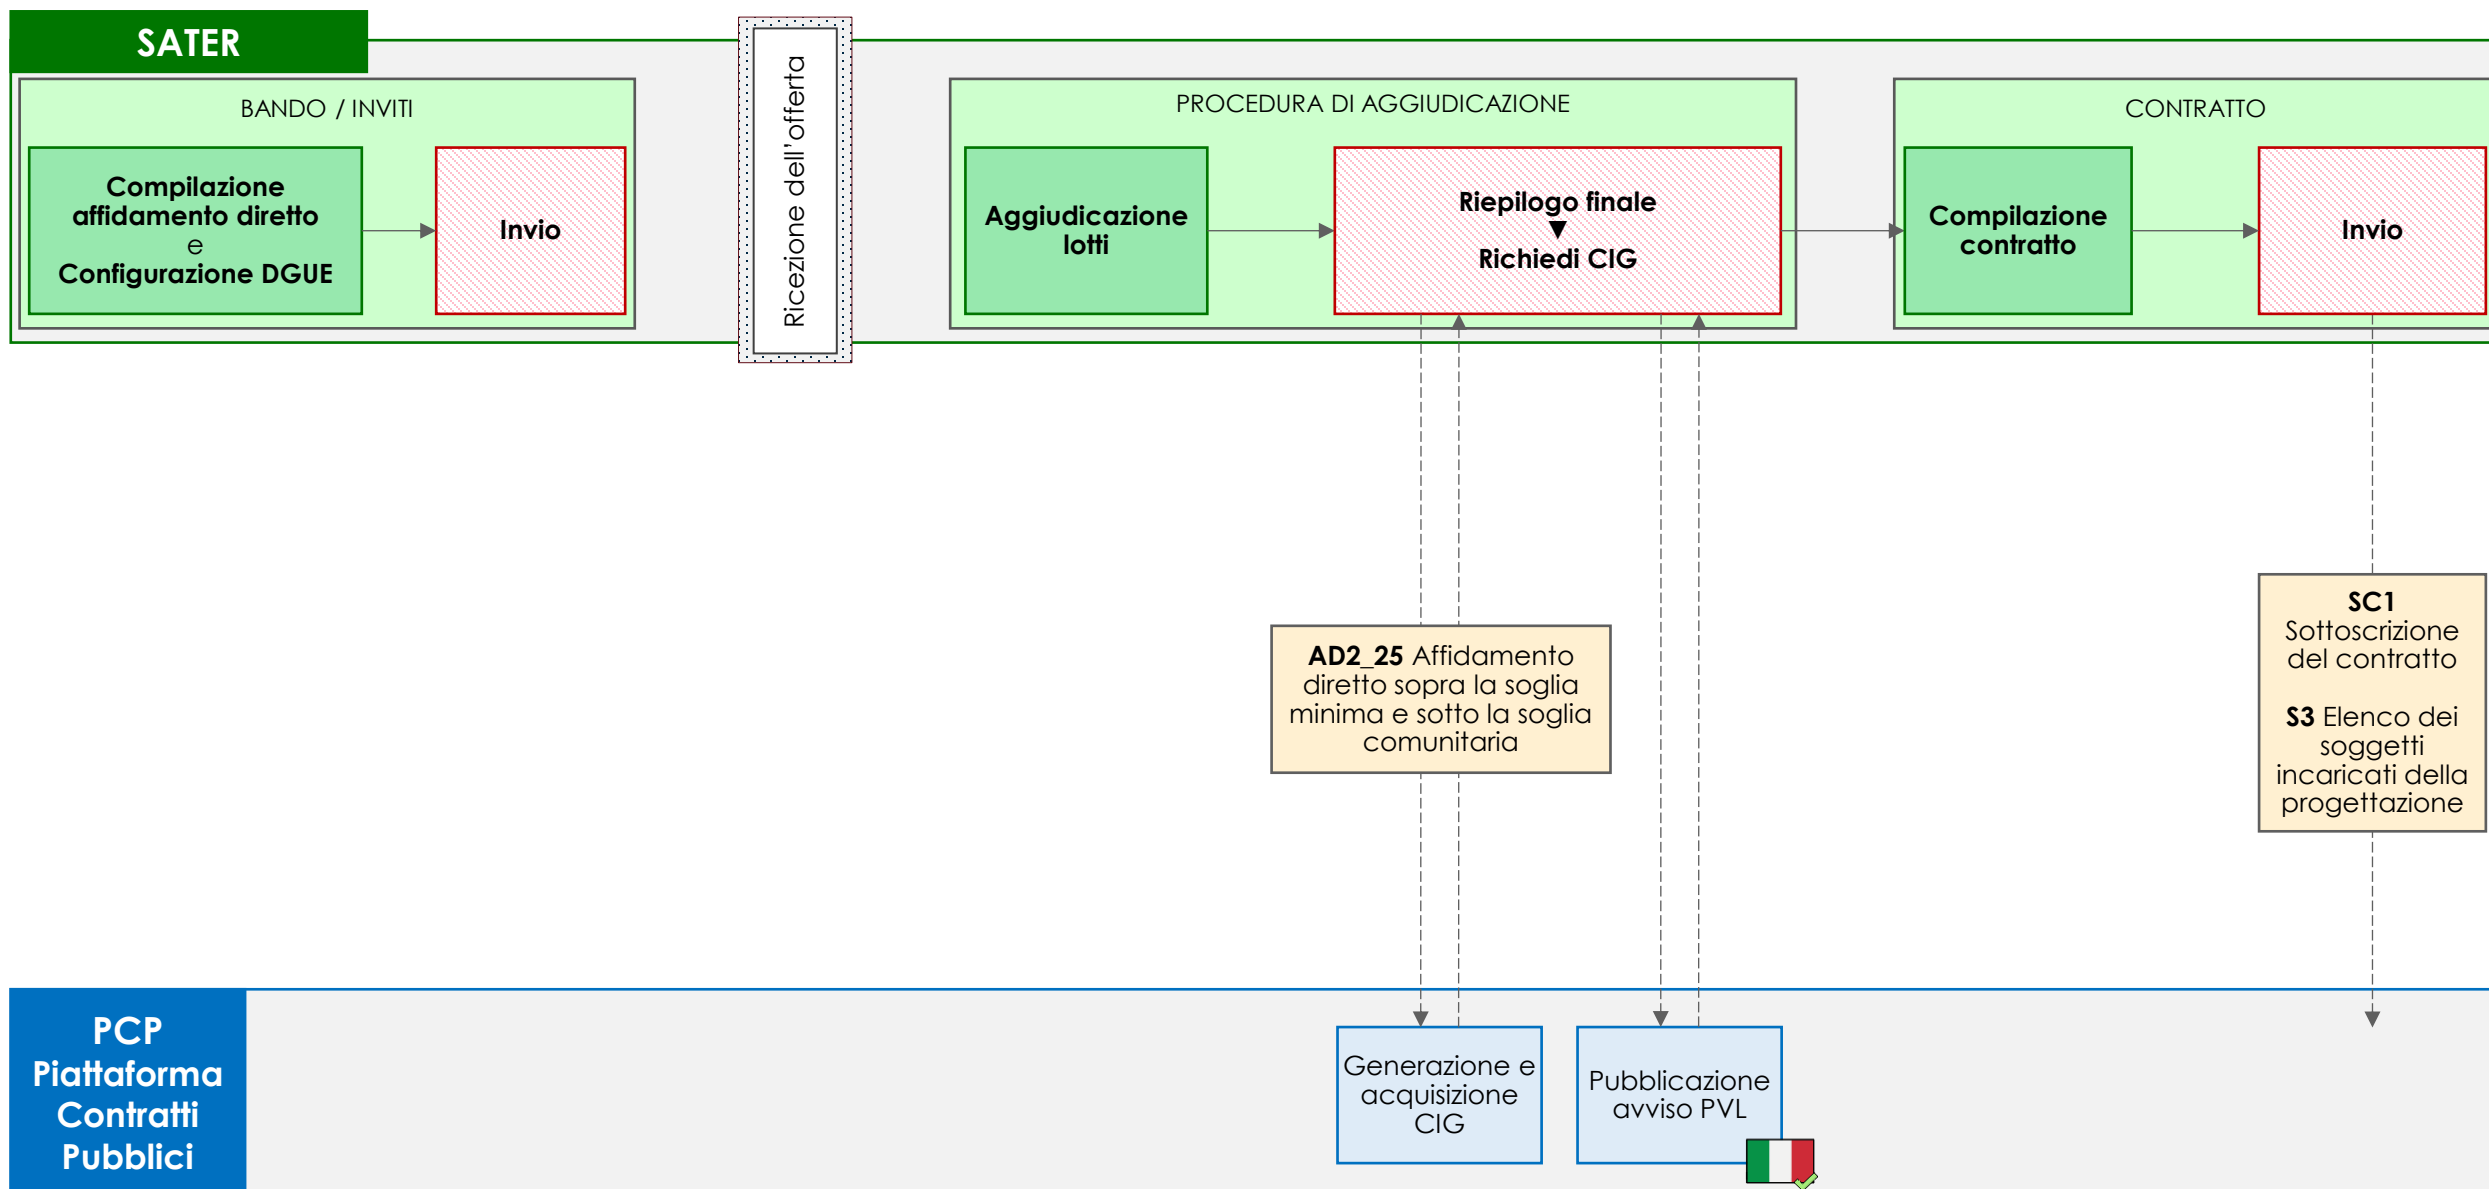 SATER
BANDO / INVITI
Compilazione
affidamento diretto
e
Configurazione DGUE
Invio
Ricezione dell'offerta
PROCEDURA DI AGGIUDICAZIONE
Aggiudicazione
lotti
Riepilogo finale
▼
Richiedi CIG
CONTRATTO
Compilazione
contratto
Invio
AD2_25 Affidamento
diretto sopra la soglia
minima e sotto la soglia
comunitaria
SC1
Sottoscrizione
del contratto
S3 Elenco dei
soggetti
incaricati della
progettazione
PCP
Piattaforma
Contratti
Pubblici
Generazione e
acquisizione
CIG
Pubblicazione
avviso PVL